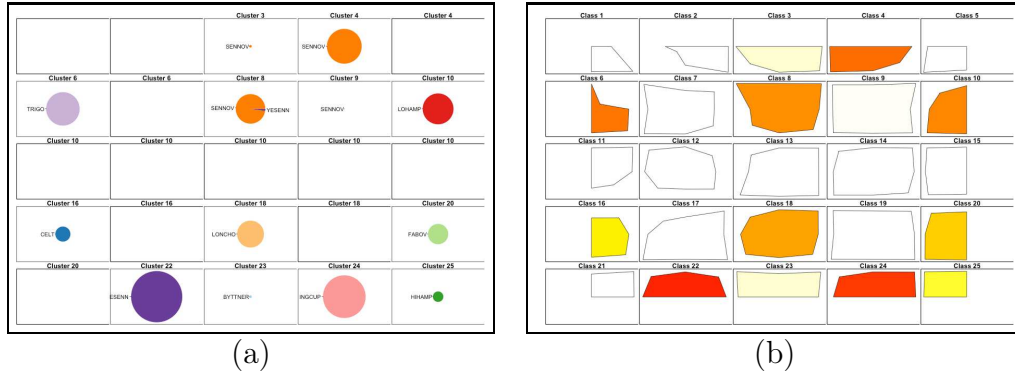 Cluster 3 Cluster 4 Cluster 4
SENNOV SENNOV
Cluster 6 Cluster 6 Cluster 8 Cluster 9 Cluster 10
TRIGO SENNOV YESENN SENNOV LOHAMP
Cluster 10 Cluster 10 Cluster 10 Cluster 10 Cluster 10
Cluster 16 Cluster 16 Cluster 18 Cluster 18 Cluster 20
CELT LONCHO FABOV
Cluster 20 Cluster 22 Cluster 23 Cluster 24 Cluster 25
ESENN BYTTNER INGCUP HIHAMP
(a)
Class 1 Class 2 Class 3 Class 4 Class 5
Class 6 Class 7 Class 8 Class 9 Class 10
Class 11 Class 12 Class 13 Class 14 Class 15
Class 16 Class 17 Class 18 Class 19 Class 20
Class 21 Class 22 Class 23 Class 24 Class 25
(b)